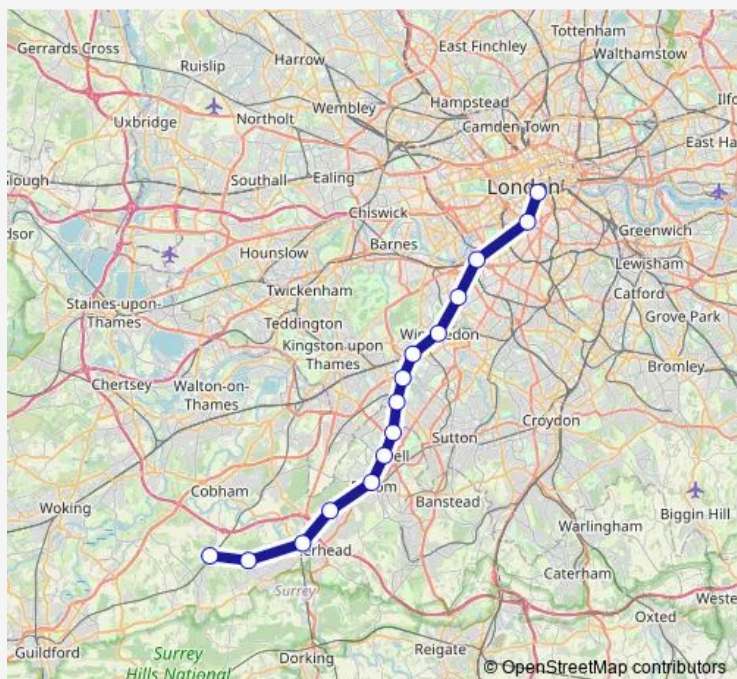 Gerrards Cross
Ruislip
Harrow
East Finchley
Tottenham
Walthamstow
Uxbridge
Northolt
Wembley
Hampstead
Camden Town
Ilfo
East Ha
Slough
Southall
Ealing
London
Chiswick
Greenwich
dsor
Hounslow
Barnes
Lewisham
Catford
Staines-upon-
Thames
Twickenham
Teddington
Kingston upon
Thames
Grove Park
Bromley
Chertsey
Walton-on-
Thames
Croydon
Sutton
ell
Cobham
Banstead
Woking
Biggin Hill
Warlingham
erhead
Caterham
Surrey
Weste
Oxted
Guildford
Surrey
Hills National
Dorking
Reigate
© OpenStreetMap contributors